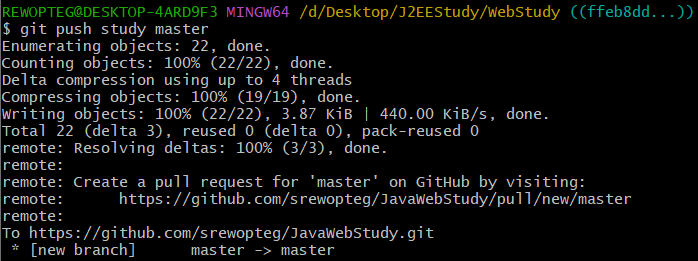 REWOPTEG@DESKTOP-4ARD9F3 MINGW64 /d/Desktop/J2EEStudy/WebStudy ((ffeb8dd...))
$ git push study master
Enumerating objects: 22, done.
Counting objects: 100% (22/22), done.
Delta compression using up to 4 threads
Compressing objects: 100% (19/19), done.
Writing objects: 100% (22/22), 3.87 KiB | 440.00 KiB/s, done.
Total 22 (delta 3), reused 0 (delta 0), pack-reused 0
remote: Resolving deltas: 100% (3/3), done.
remote:
remote: Create a pull request for 'master' on GitHub by visiting:
remote:      https://github.com/srewopteg/JavaWebStudy/pull/new/master
remote:
To https://github.com/srewopteg/JavaWebStudy.git
 * [new branch]      master -> master